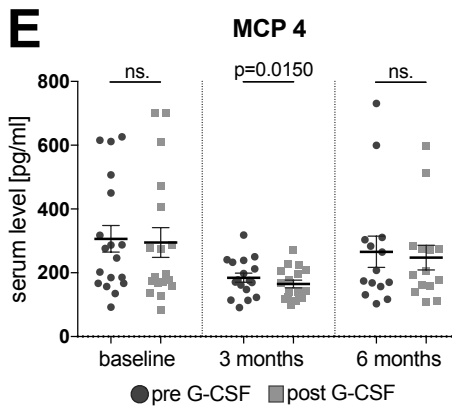 E
MCP 4
ns. p=0.0150 ns.
800
600
400
200
0
serum level [pg/ml]
baseline 3 months 6 months
pre G-CSF post G-CSF